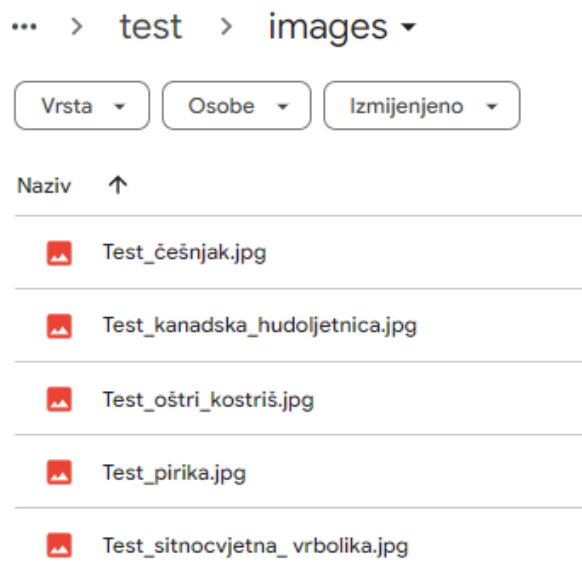 ... > test > images
Vrsta Osobe Izmijenjeno
Naziv ↑
Test_češnjak.jpg
Test_kanadska_hudoljetnica.jpg
Test_oštri_kostriš.jpg
Test_pirika.jpg
Test_sitnocvjetna_ vrbolika.jpg